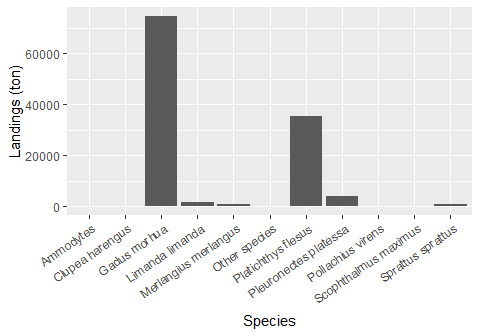 Landings (ton)
60000
40000
20000
0
Ammodytes
Clupea harengus
Gadus morhua
Limanda limanda
Merlangius merlangus
Other species
Platichthys flesus
Pleuronectes platessa
Pollachius virens
Scophthalmus maximus
Sprattus sprattus
Species